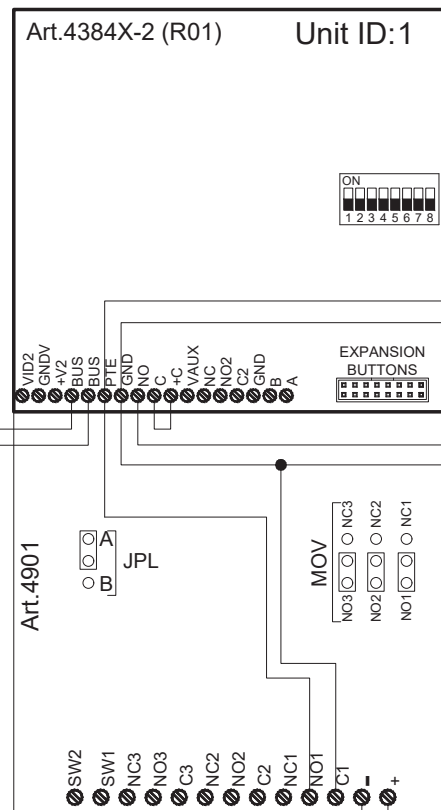 Art.4384X-2 (R01)
Unit ID:1
ON
1 2 3 4 5 6 7 8
VID2
GNDV
+V2
BUS
BUS
PTE
GND
NO
C
+C
VAUX
NC
NO2
C2
GND
B
A
EXPANSION
BUTTONS
Art.4901
A
B
JPL
MOV
NC3
NC2
NC1
NO3
NO2
NO1
SW2
SW1
NC3
NO3
C3
NC2
NO2
C2
NC1
NO1
C1
-
+